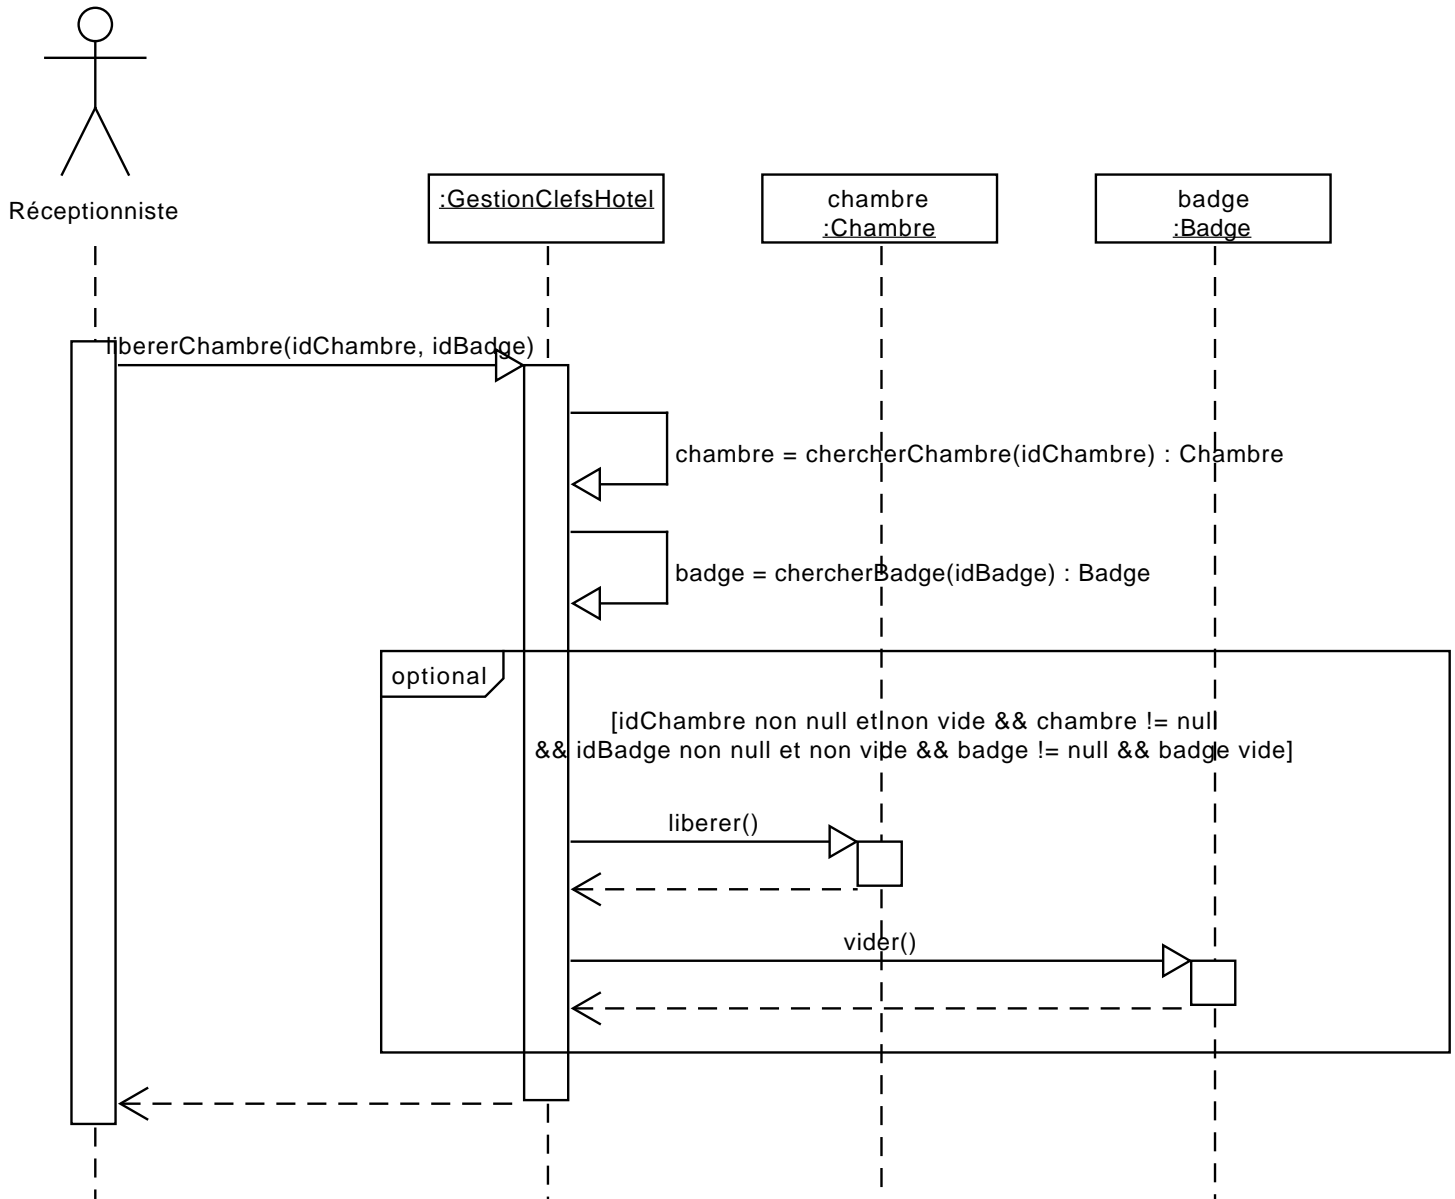 Réceptionniste
:GestionClefsHotel
chambre
:Chambre
badge
:Badge
libererChambre(idChambre, idBadge)
chambre = chercherChambre(idChambre) : Chambre
badge = chercherBadge(idBadge) : Badge
optional
[idChambre non null et non vide && chambre != null
&& idBadge non null et non vide && badge != null && badge vide]
liberer()
vider()